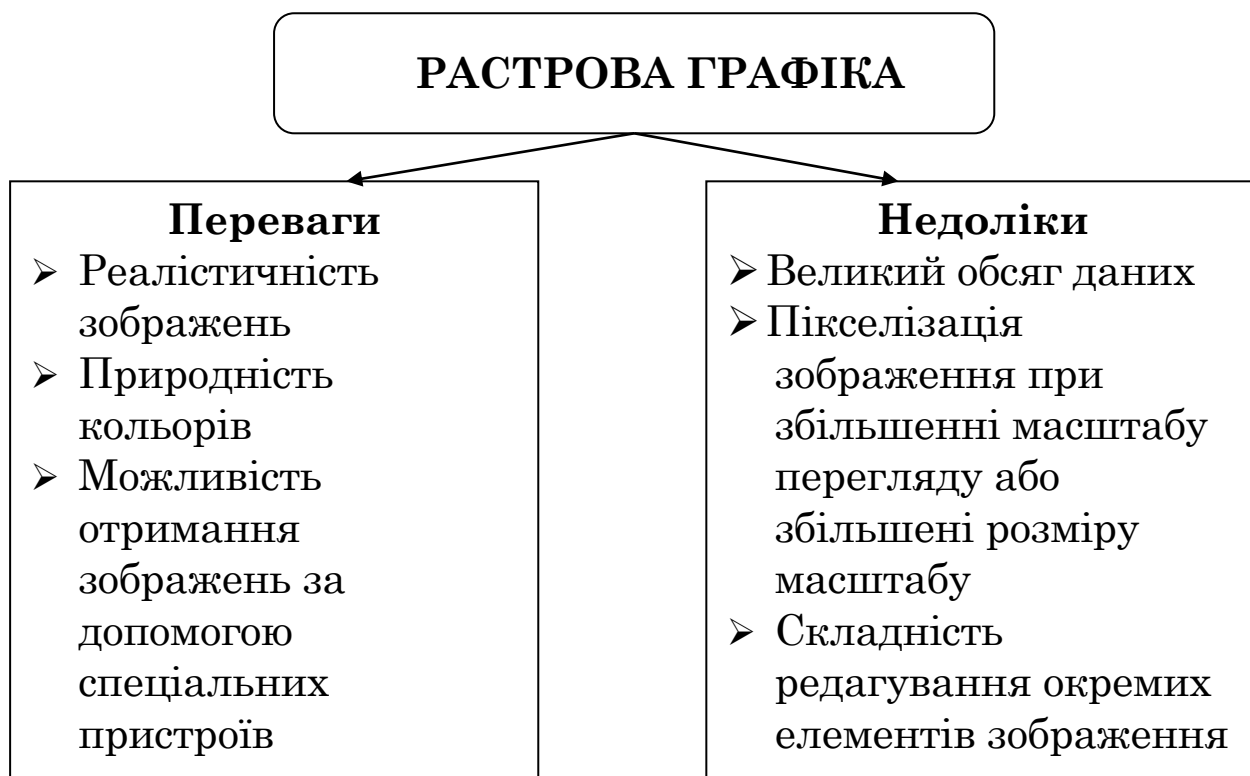 РАСТРОВА ГРАФІКА
Переваги
➢ Реалістичність
зображень
➢ Природність
кольорів
➢ Можливість
отримання
зображень за
допомогою
спеціальних
пристроїв
Недоліки
➢ Великий обсяг даних
➢ Пікселізація
зображення при
збільшенні масштабу
перегляду або
збільшені розміру
масштабу
➢ Складність
редагування окремих
елементів зображення